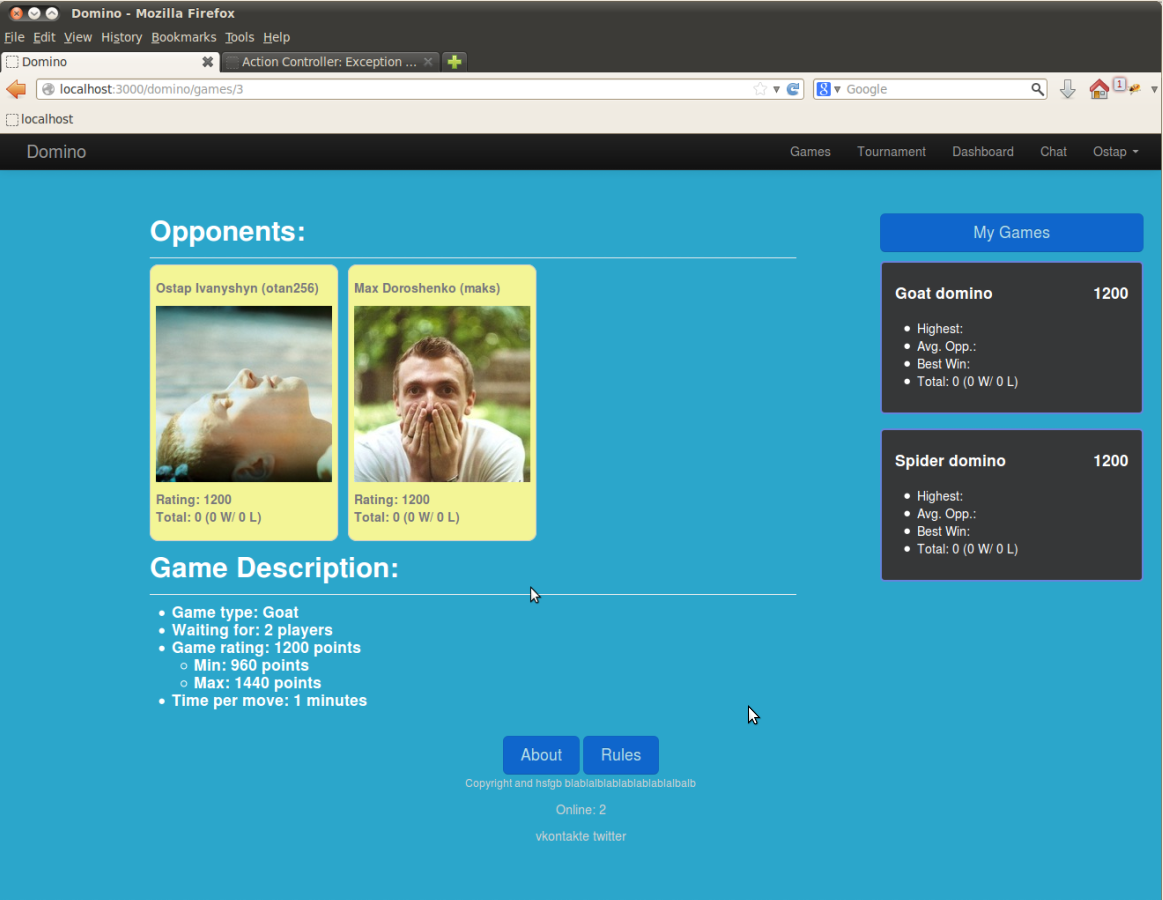 Domino - Mozilla Firefox
File Edit View History Bookmarks Tools Help
Domino
Action Controller: Exception ...
localhost:3000/domino/games/3
8 Google
1
localhost
Domino
Games Tournament Dashboard Chat Ostap
Opponents:
Ostap Ivanyshyn (otan256)
Rating: 1200
Total: 0 (0 W/ 0 L)
Max Doroshenko (maks)
Rating: 1200
Total: 0 (0 W/ 0 L)
Game Description:
Game type: Goat
Waiting for: 2 players
Game rating: 1200 points
Min: 960 points
Max: 1440 points
Time per move: 1 minutes
My Games
Goat domino 1200
Highest:
Avg. Opp.:
Best Win:
Total: 0 (0 W/ 0 L)
Spider domino 1200
Highest:
Avg. Opp.:
Best Win:
Total: 0 (0 W/ 0 L)
About Rules
Copyright and hsfgb blablalblablablablablalbalb
Online: 2
vkontakte twitter